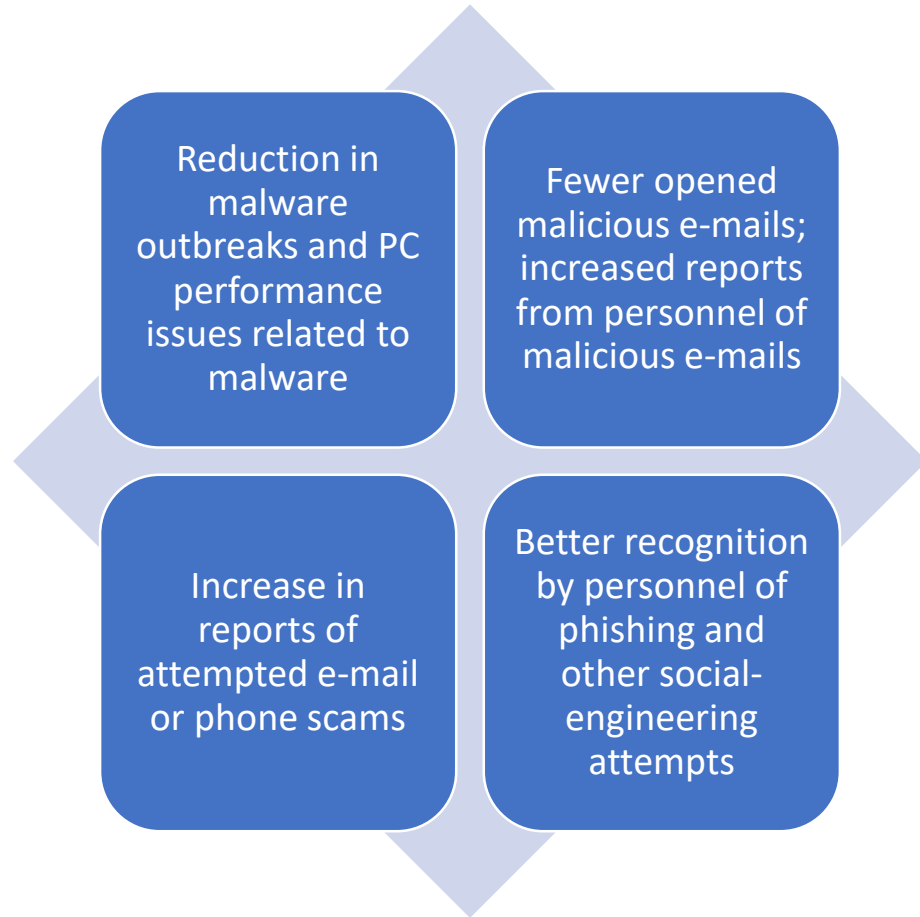 Reduction in
malware
outbreaks and PC
performance
issues related to
malware
Fewer opened
malicious e-mails;
increased reports
from personnel of
malicious e-mails
Increase in
reports of
attempted e-mail
or phone scams
Better recognition
by personnel of
phishing and
other social-
engineering
attempts